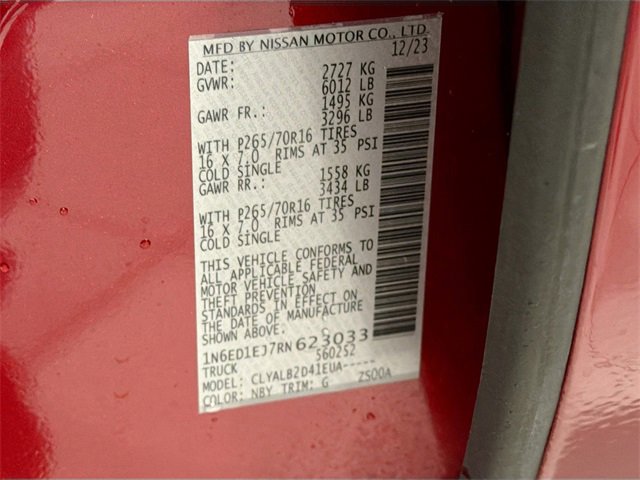 MFD BY NISSAN MOTOR CO., LTD
DATE: 12/23
GVWR: 2727 KG
6012 LB
GAWR FR.: 1495 KG
3296 LB
WITH P265/70R16 TIRES
16 X 7.0 RIMS AT 35 PSI
COLD SINGLE
GAWR RR.: 1558 KG
3434 LB
WITH P265/70R16 TIRES
16 X 7.0 RIMS AT 35 PSI
COLD SINGLE
THIS VEHICLE CONFORMS TO
ALL APPLICABLE FEDERAL
MOTOR VEHICLE SAFETY AND
THEFT PREVENTION
STANDARDS IN EFFECT ON
THE DATE OF MANUFACTURE
SHOWN ABOVE. C
1N6ED1EJ7RN623033
TRUCK 560252
MODEL: CLYALB2D41EUA-----
COLOR: NBY TRIM: G ZS00A